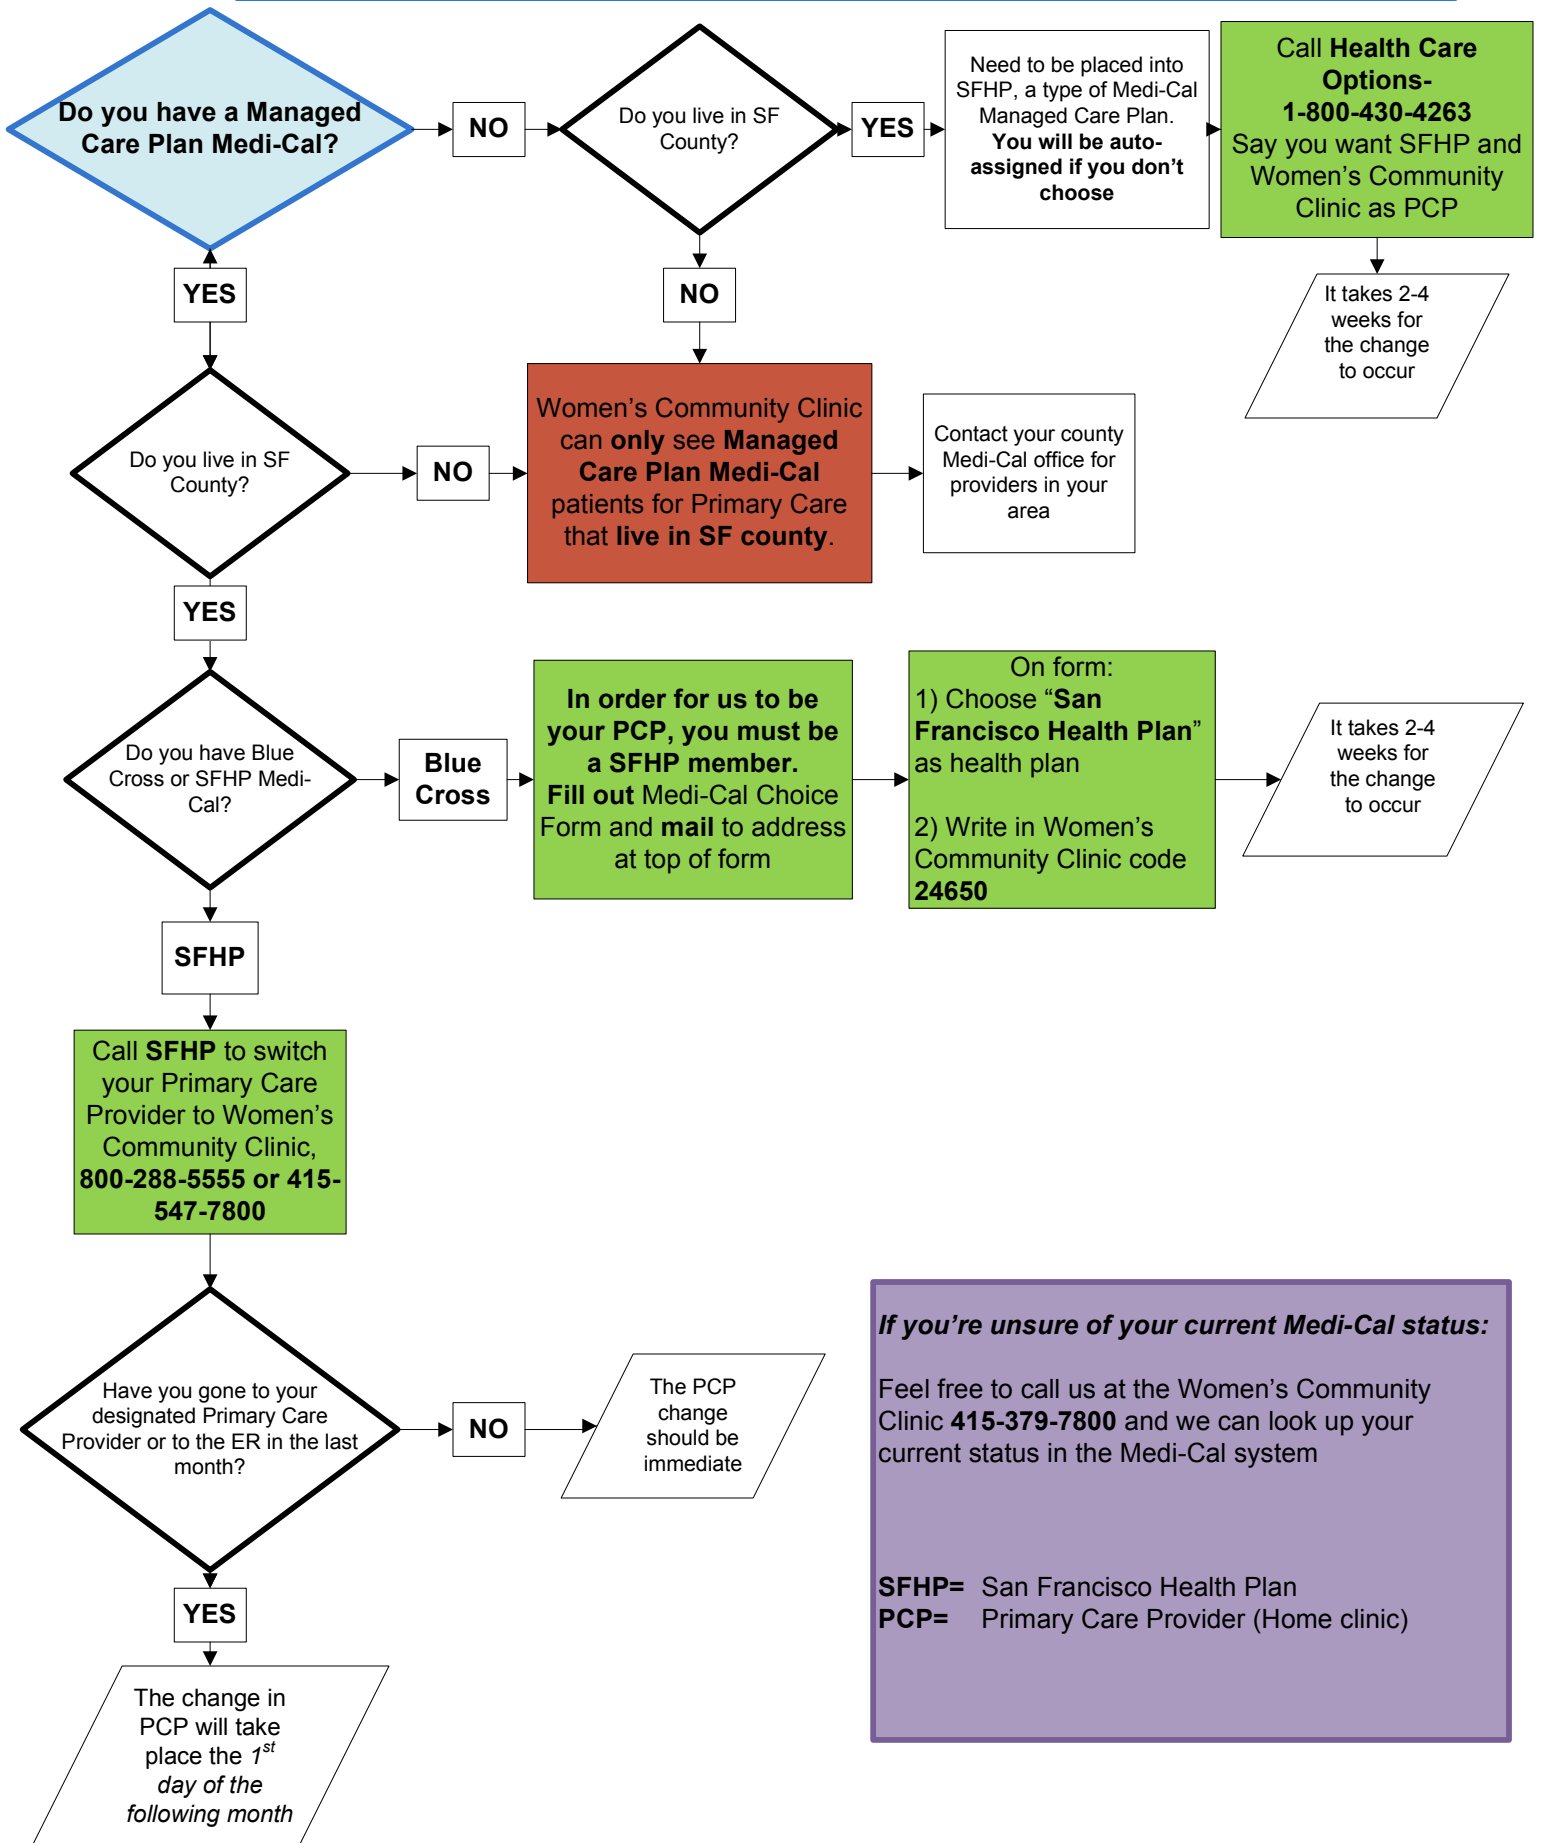 Do you have a Managed
Care Plan Medi-Cal?
NO
Do you live in SF
County?
YES
Need to be placed into
SFHP, a type of Medi-Cal
Managed Care Plan.
You will be auto-
assigned if you don’t
choose
Call Health Care
Options-
1-800-430-4263
Say you want SFHP and
Women’s Community
Clinic as PCP
It takes 2-4
weeks for
the change
to occur
YES
NO
Do you live in SF
County?
NO
Women’s Community Clinic
can only see Managed
Care Plan Medi-Cal
patients for Primary Care
that live in SF county.
Contact your county
Medi-Cal office for
providers in your
area
YES
Do you have Blue
Cross or SFHP Medi-
Cal?
Blue
Cross
In order for us to be
your PCP, you must be
a SFHP member.
Fill out Medi-Cal Choice
Form and mail to address
at top of form
On form:
1) Choose “San
Francisco Health Plan”
as health plan
2) Write in Women’s
Community Clinic code
24650
It takes 2-4
weeks for
the change
to occur
SFHP
Call SFHP to switch
your Primary Care
Provider to Women’s
Community Clinic,
800-288-5555 or 415-
547-7800
Have you gone to your
designated Primary Care
Provider or to the ER in the last
month?
NO
The PCP
change
should be
immediate
YES
The change in
PCP will take
place the 1st
day of the
following month
If you’re unsure of your current Medi-Cal status:
Feel free to call us at the Women’s Community
Clinic 415-379-7800 and we can look up your
current status in the Medi-Cal system
SFHP= San Francisco Health Plan
PCP= Primary Care Provider (Home clinic)